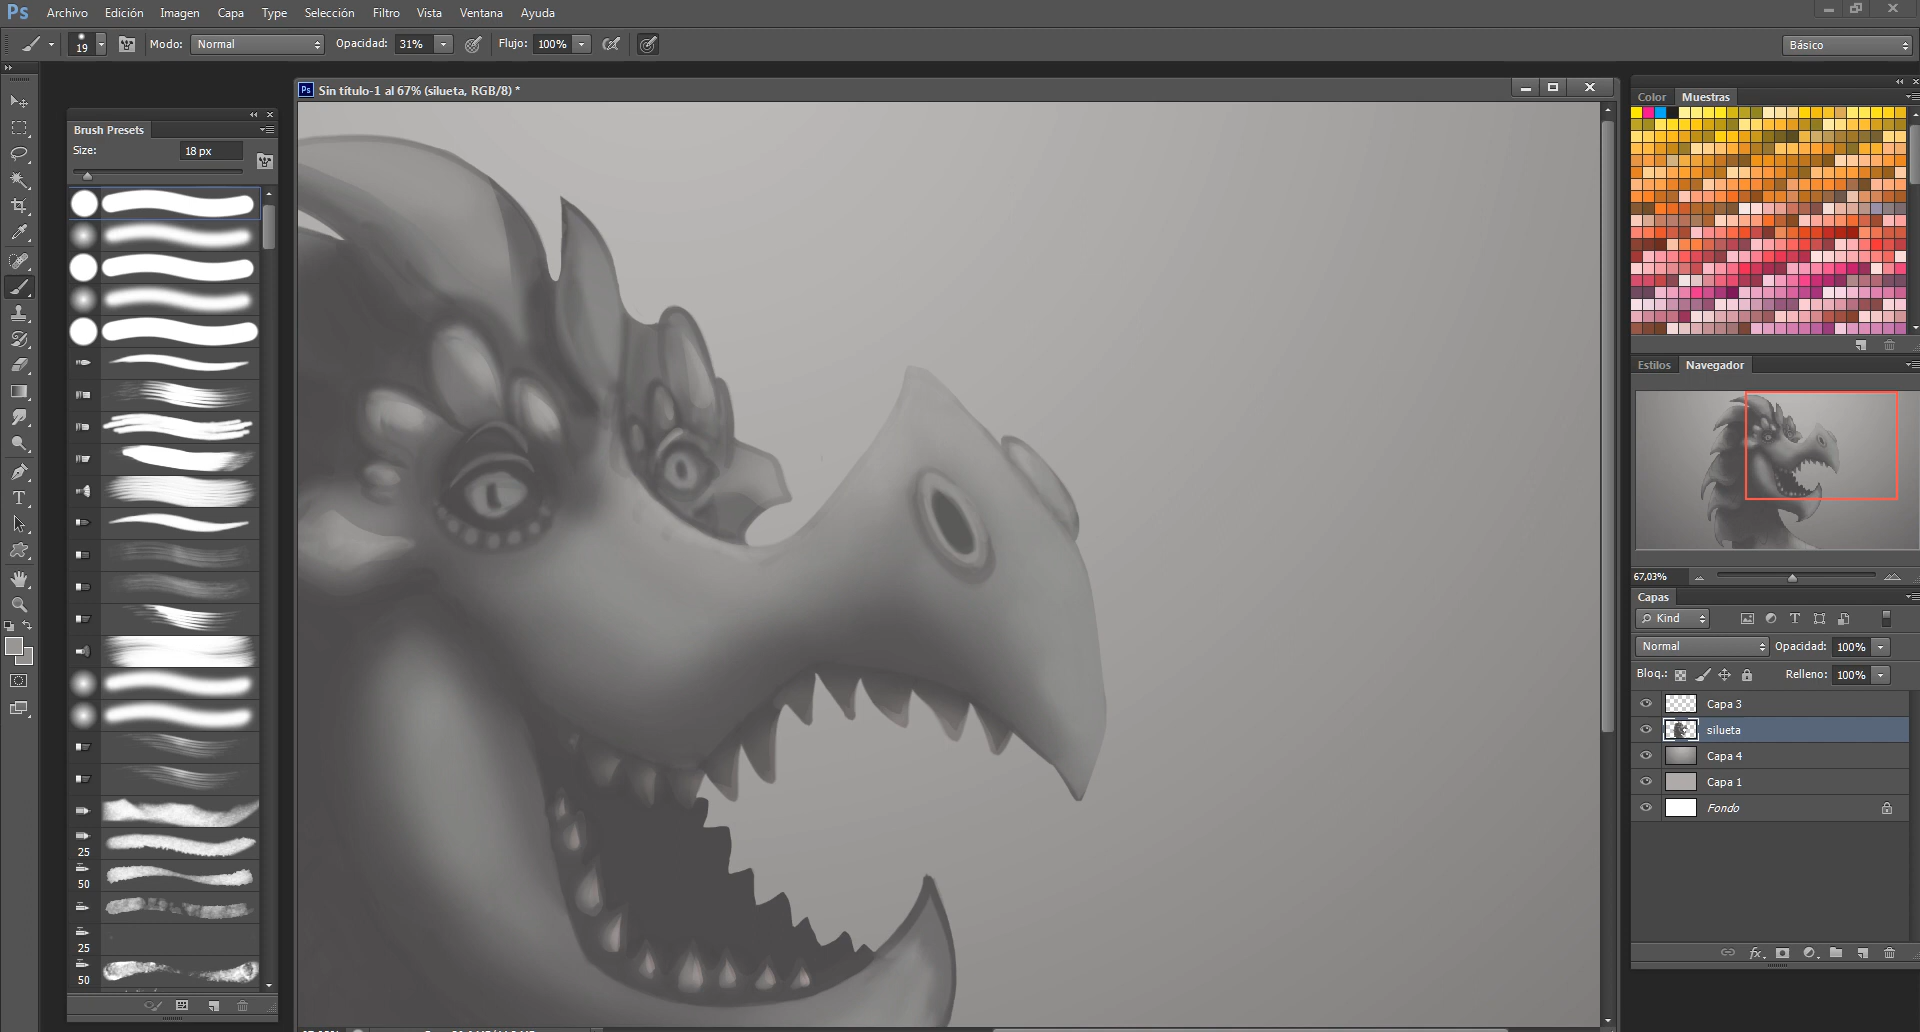 Ps Archivo Edición Imagen Capa Type Selección Filtro Vista Ventana Ayuda
19 Modo: Normal Opacidad: 31% Flujo: 100% Básico
Ps Sin título-1 al 67% (silueta, RGB/8) *
Brush Presets
Size: 18 px
25
50
25
50
Color Muestras
Estilos Navegador
67,03%
Capas
Kind
Normal Opacidad: 100%
Bloq.: Relleno: 100%
Capa 3
silueta
Capa 4
Capa 1
Fondo